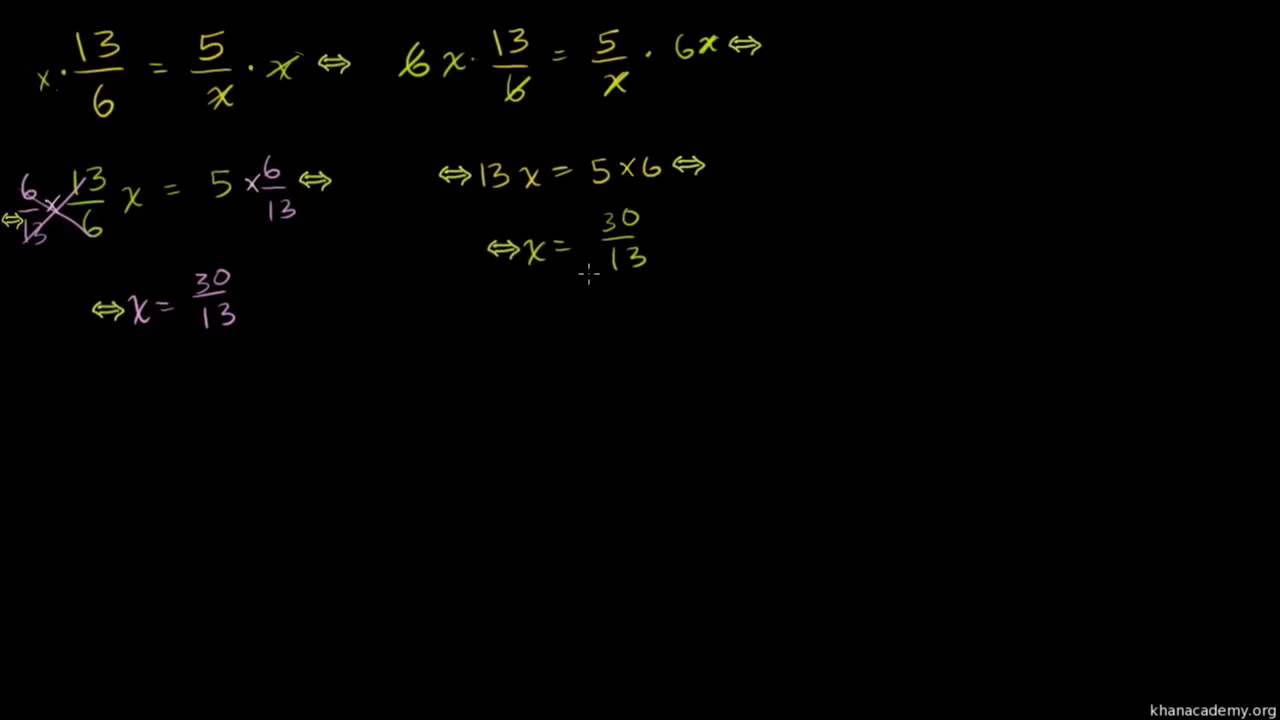 x · 13/6 = 5/x · x ⇔
⇔ 6/13 × 13/6 x = 5 × 6/13 ⇔
⇔ x = 30/13
6x · 13/6 = 5/x · 6x ⇔
⇔ 13x = 5 × 6 ⇔
⇔ x = 30/13
khanacademy.org